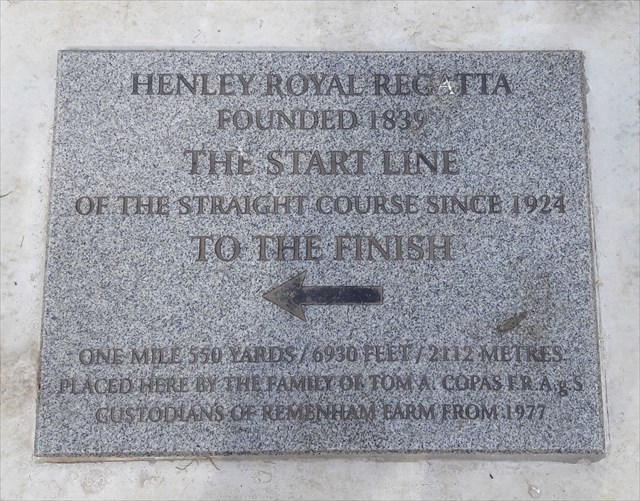 HENLEY ROYAL REGATTA
FOUNDED 1839
THE START LINE
OF THE STRAIGHT COURSE SINCE 1924
TO THE FINISH
ONE MILE 550 YARDS / 6930 FEET / 2112 METRES
PLACED HERE BY THE FAMILY OF TOM A. COPAS F.R.A.g.S
CUSTODIANS OF REMENHAM FARM FROM 1977